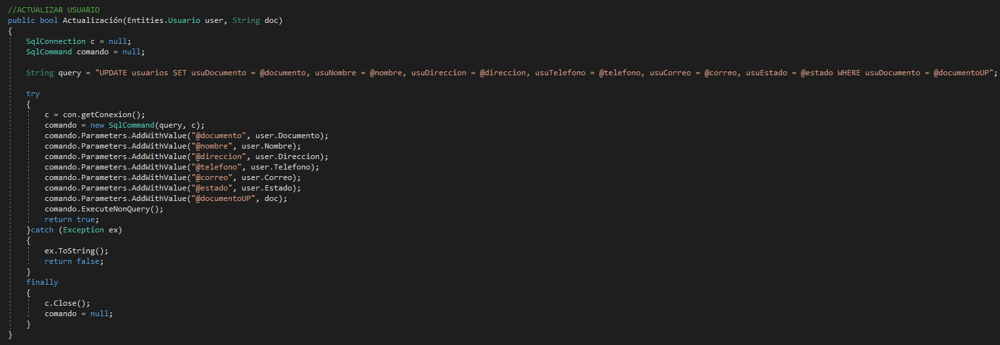 //ACTUALIZAR USUARIO
public bool Actualización(Entities.Usuario user, String doc)
{
SqlConnection c = null;
SqlCommand comando = null;
String query = "UPDATE usuarios SET usuDocumento = @documento, usuNombre = @nombre, usuDireccion = @direccion, usuTelefono = @telefono, usuCorreo = @correo, usuEstado = @estado WHERE usuDocumento = @documentoUP";
try
{
c = con.getConexion();
comando = new SqlCommand(query, c);
comando.Parameters.AddWithValue("@documento", user.Documento);
comando.Parameters.AddWithValue("@nombre", user.Nombre);
comando.Parameters.AddWithValue("@direccion", user.Direccion);
comando.Parameters.AddWithValue("@telefono", user.Telefono);
comando.Parameters.AddWithValue("@correo", user.Correo);
comando.Parameters.AddWithValue("@estado", user.Estado);
comando.Parameters.AddWithValue("@documentoUP", doc);
comando.ExecuteNonQuery();
return true;
}catch (Exception ex)
{
ex.ToString();
return false;
}
finally
{
c.Close();
comando = null;
}
}